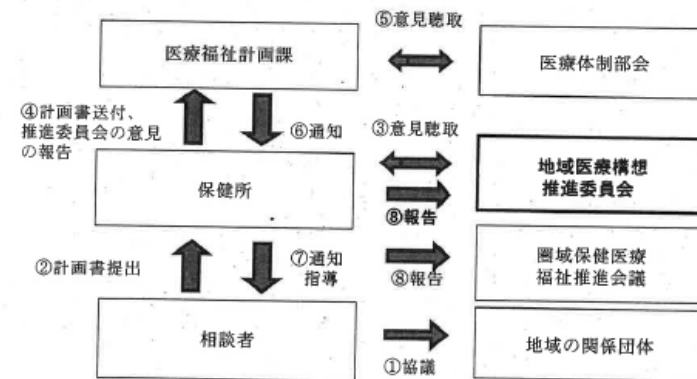 ⑤意見聴取
医療福祉計画課
医療体制部会
④計画書送付、
推進委員会の意見
の報告
⑥通知
③意見聴取
保健所
地域医療構想
推進委員会
⑧報告
②計画書提出
⑦通知
指導
⑧報告
圏域保健医療
福祉推進会議
相談者
地域の関係団体
①協議